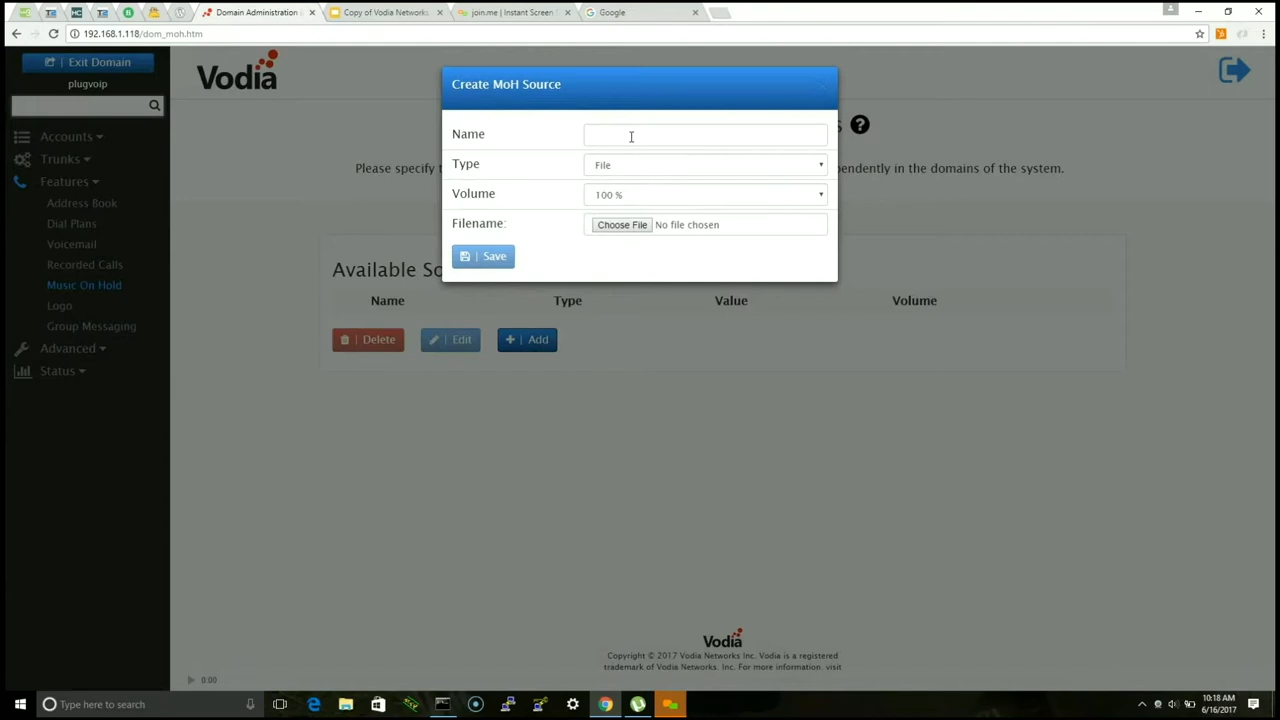 Domain Administration
Copy of Vodia Networks
join.me | Instant Screen
Google
192.168.1.118/dom_moh.htm
Exit Domain
plugvoip
Accounts
Trunks
Features
Address Book
Dial Plans
Voicemail
Recorded Calls
Music On Hold
Logo
Group Messaging
Advanced
Status
Vodia
Create MoH Source
Name
Type
File
Volume
100 %
Filename:
Choose File No file chosen
Save
Please specify t
pendently in the domains of the system.
Available So
Name Type Value Volume
Delete Edit Add
Vodia
Copyright © 2017 Vodia Networks Inc. Vodia is a registered
trademark of Vodia Networks. Inc. For more information. visit
0:00
Type here to search
10:18 AM
6/16/2017